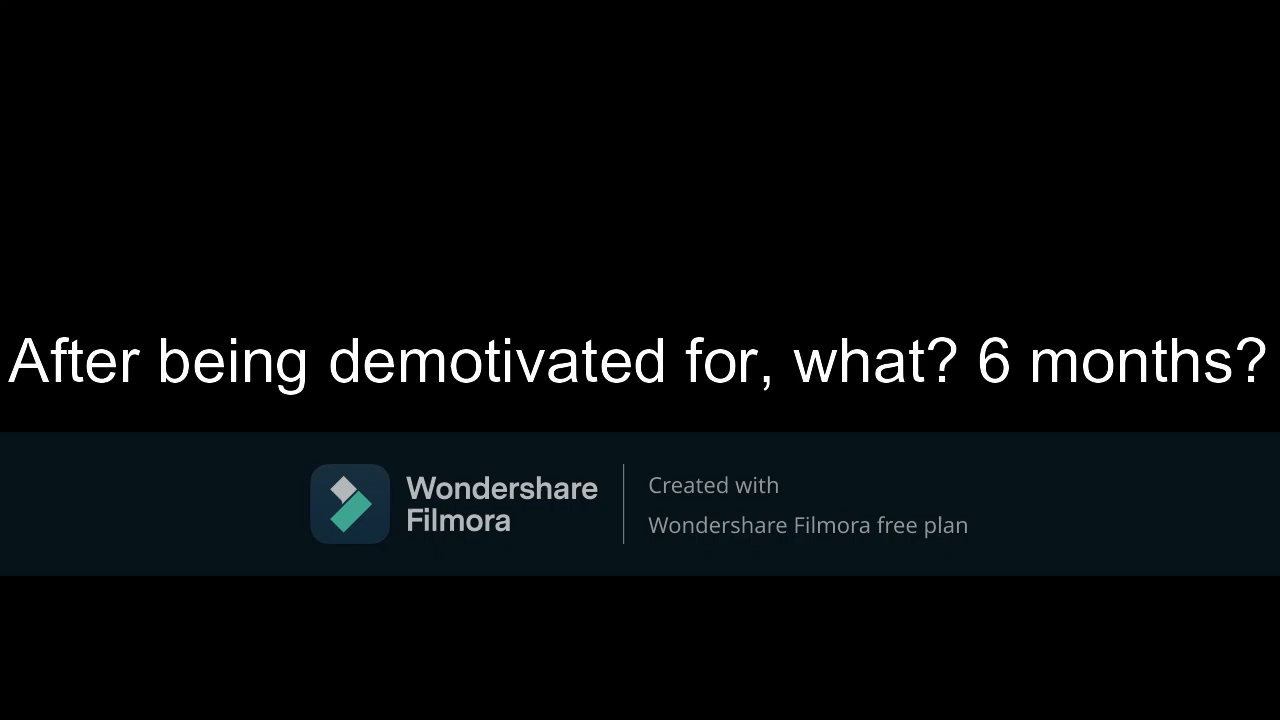 After being demotivated for, what? 6 months?
Wondershare
Filmora
Created with
Wondershare Filmora free plan